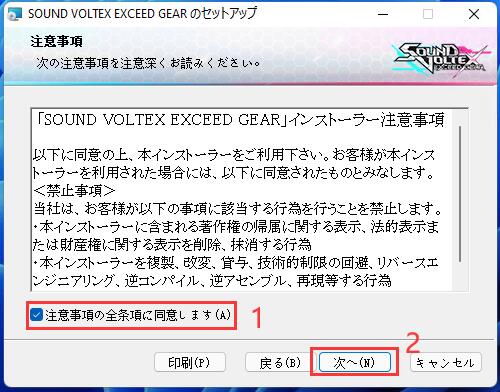 SOUND VOLTEX EXCEED GEAR のセットアップ
注意事項
次の注意事項を注意深くお読みください。
SOUND
VOLTEX
EXCEED GEAR
「SOUND VOLTEX EXCEED GEAR」インストーラー注意事項
以下に同意の上、本インストーラーをご利用下さい。お客様が本インス
トーラーを利用された場合には、以下に同意されたものとみなします。
＜禁止事項＞
当社は、お客様が以下の事項に該当する行為を行うことを禁止します。
・本インストーラーに含まれる著作権の帰属に関する表示、法的表示ま
たは財産権に関する表示を削除、抹消する行為
・本インストーラーを複製、改変、貸与、技術的制限の回避、リバースエ
ンジニアリング、逆コンパイル、逆アセンブル、再現等する行為
注意事項の全条項に同意します(A)
1
2
印刷(P)
戻る(B)
次へ(N)
キャンセル